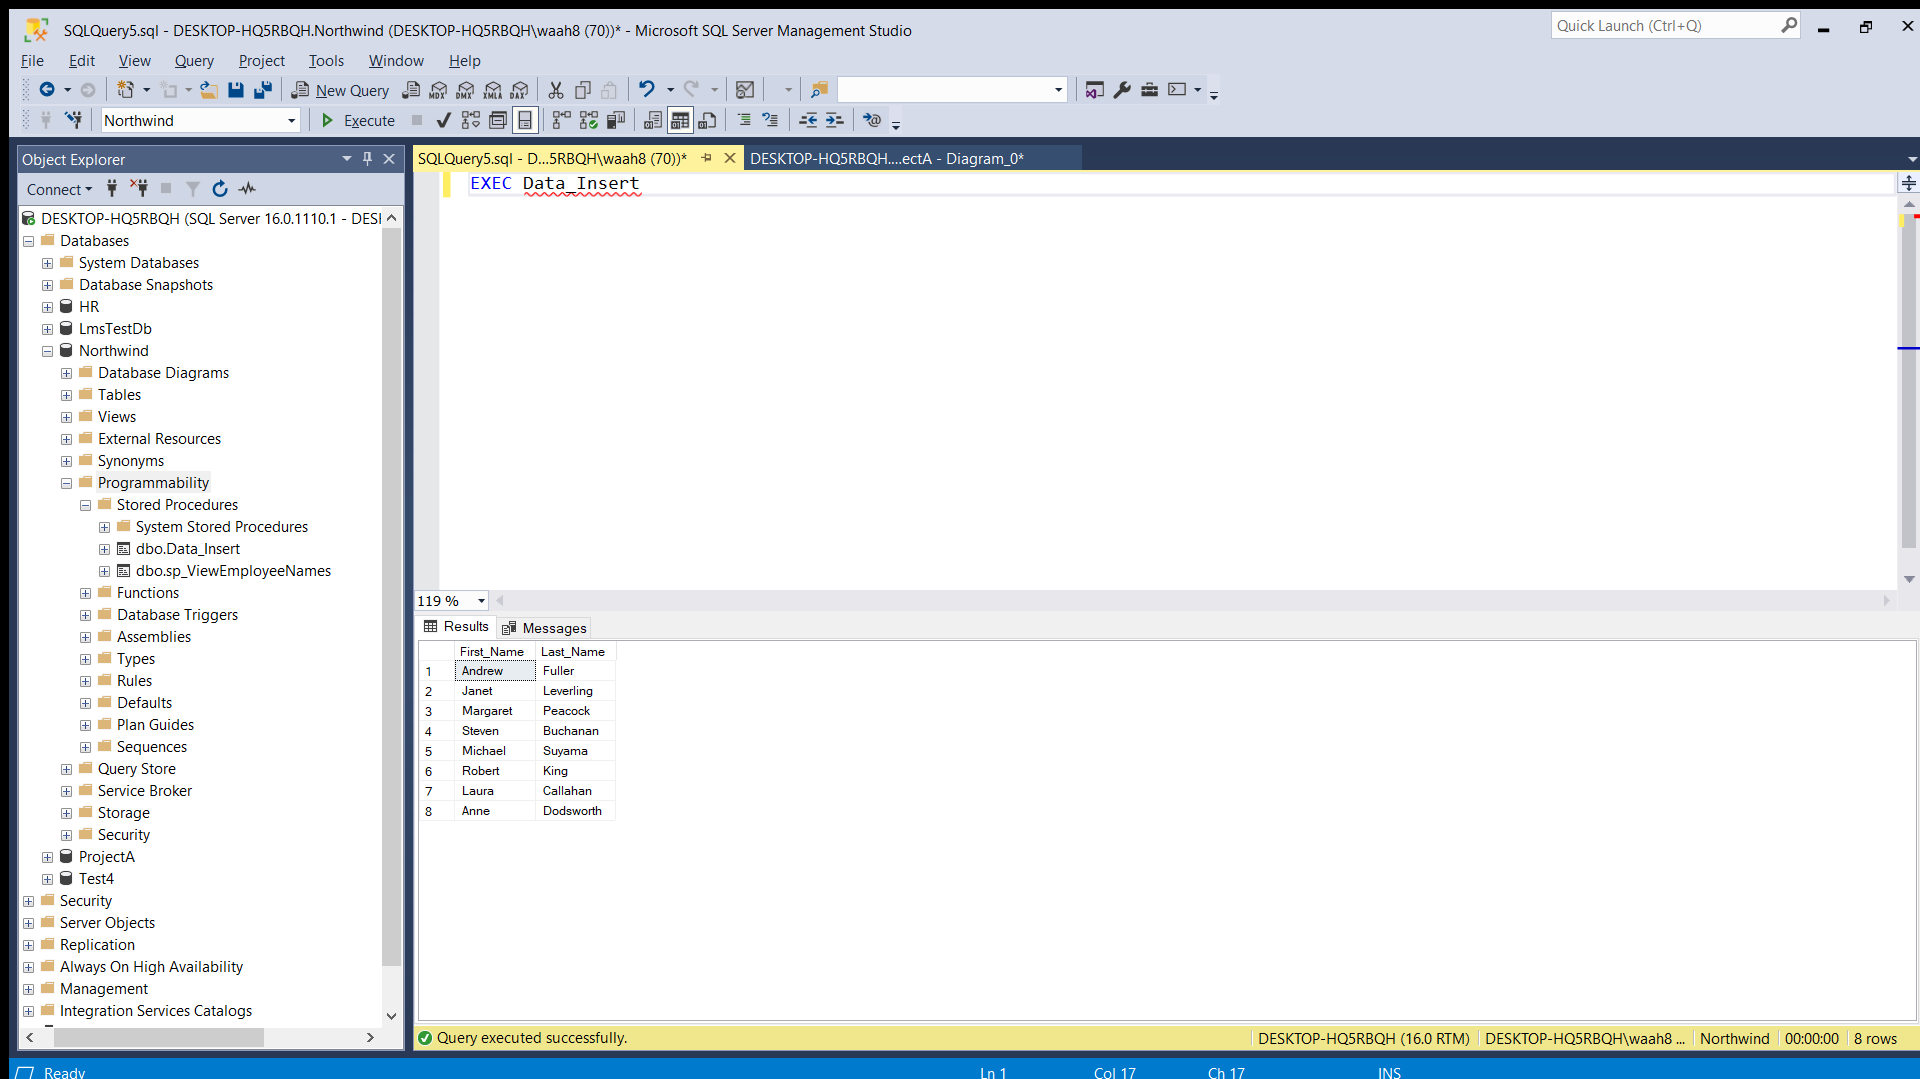 SQLQuery5.sql - DESKTOP-HQ5RBQH.Northwind (DESKTOP-HQ5RBQH\waah8 (70))* - Microsoft SQL Server Management Studio
Quick Launch (Ctrl+Q)
File Edit View Query Project Tools Window Help
New Query MDX DMX XMLA DAX
Northwind Execute
Object Explorer
SQLQuery5.sql - D...5RBQH\waah8 (70))*
DESKTOP-HQ5RBQH....ectA - Diagram_0*
Connect
EXEC Data_Insert
DESKTOP-HQ5RBQH (SQL Server 16.0.1110.1 - DESI
Databases
System Databases
Database Snapshots
HR
LmsTestDb
Northwind
Database Diagrams
Tables
Views
External Resources
Synonyms
Programmability
Stored Procedures
System Stored Procedures
dbo.Data_Insert
dbo.sp_ViewEmployeeNames
Functions
Database Triggers
Assemblies
Types
Rules
Defaults
Plan Guides
Sequences
Query Store
Service Broker
Storage
Security
ProjectA
Test4
Security
Server Objects
Replication
Always On High Availability
Management
Integration Services Catalogs
119 %
Results Messages
First_Name Last_Name
1 Andrew Fuller
2 Janet Leverling
3 Margaret Peacock
4 Steven Buchanan
5 Michael Suyama
6 Robert King
7 Laura Callahan
8 Anne Dodsworth
Query executed successfully.
DESKTOP-HQ5RBQH (16.0 RTM) DESKTOP-HQ5RBQH\waah8 ... Northwind 00:00:00 8 rows
Ready Ln 1 Col 17 Ch 17 INS